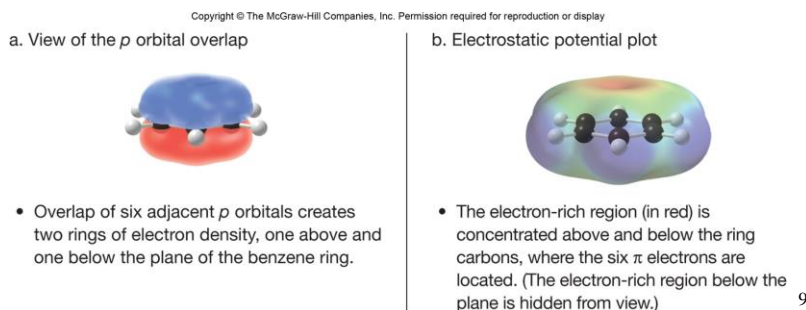 Copyright © The McGraw-Hill Companies, Inc. Permission required for reproduction or display
a. View of the p orbital overlap
• Overlap of six adjacent p orbitals creates
two rings of electron density, one above and
one below the plane of the benzene ring.
b. Electrostatic potential plot
• The electron-rich region (in red) is
concentrated above and below the ring
carbons, where the six π electrons are
located. (The electron-rich region below the
plane is hidden from view.)
9